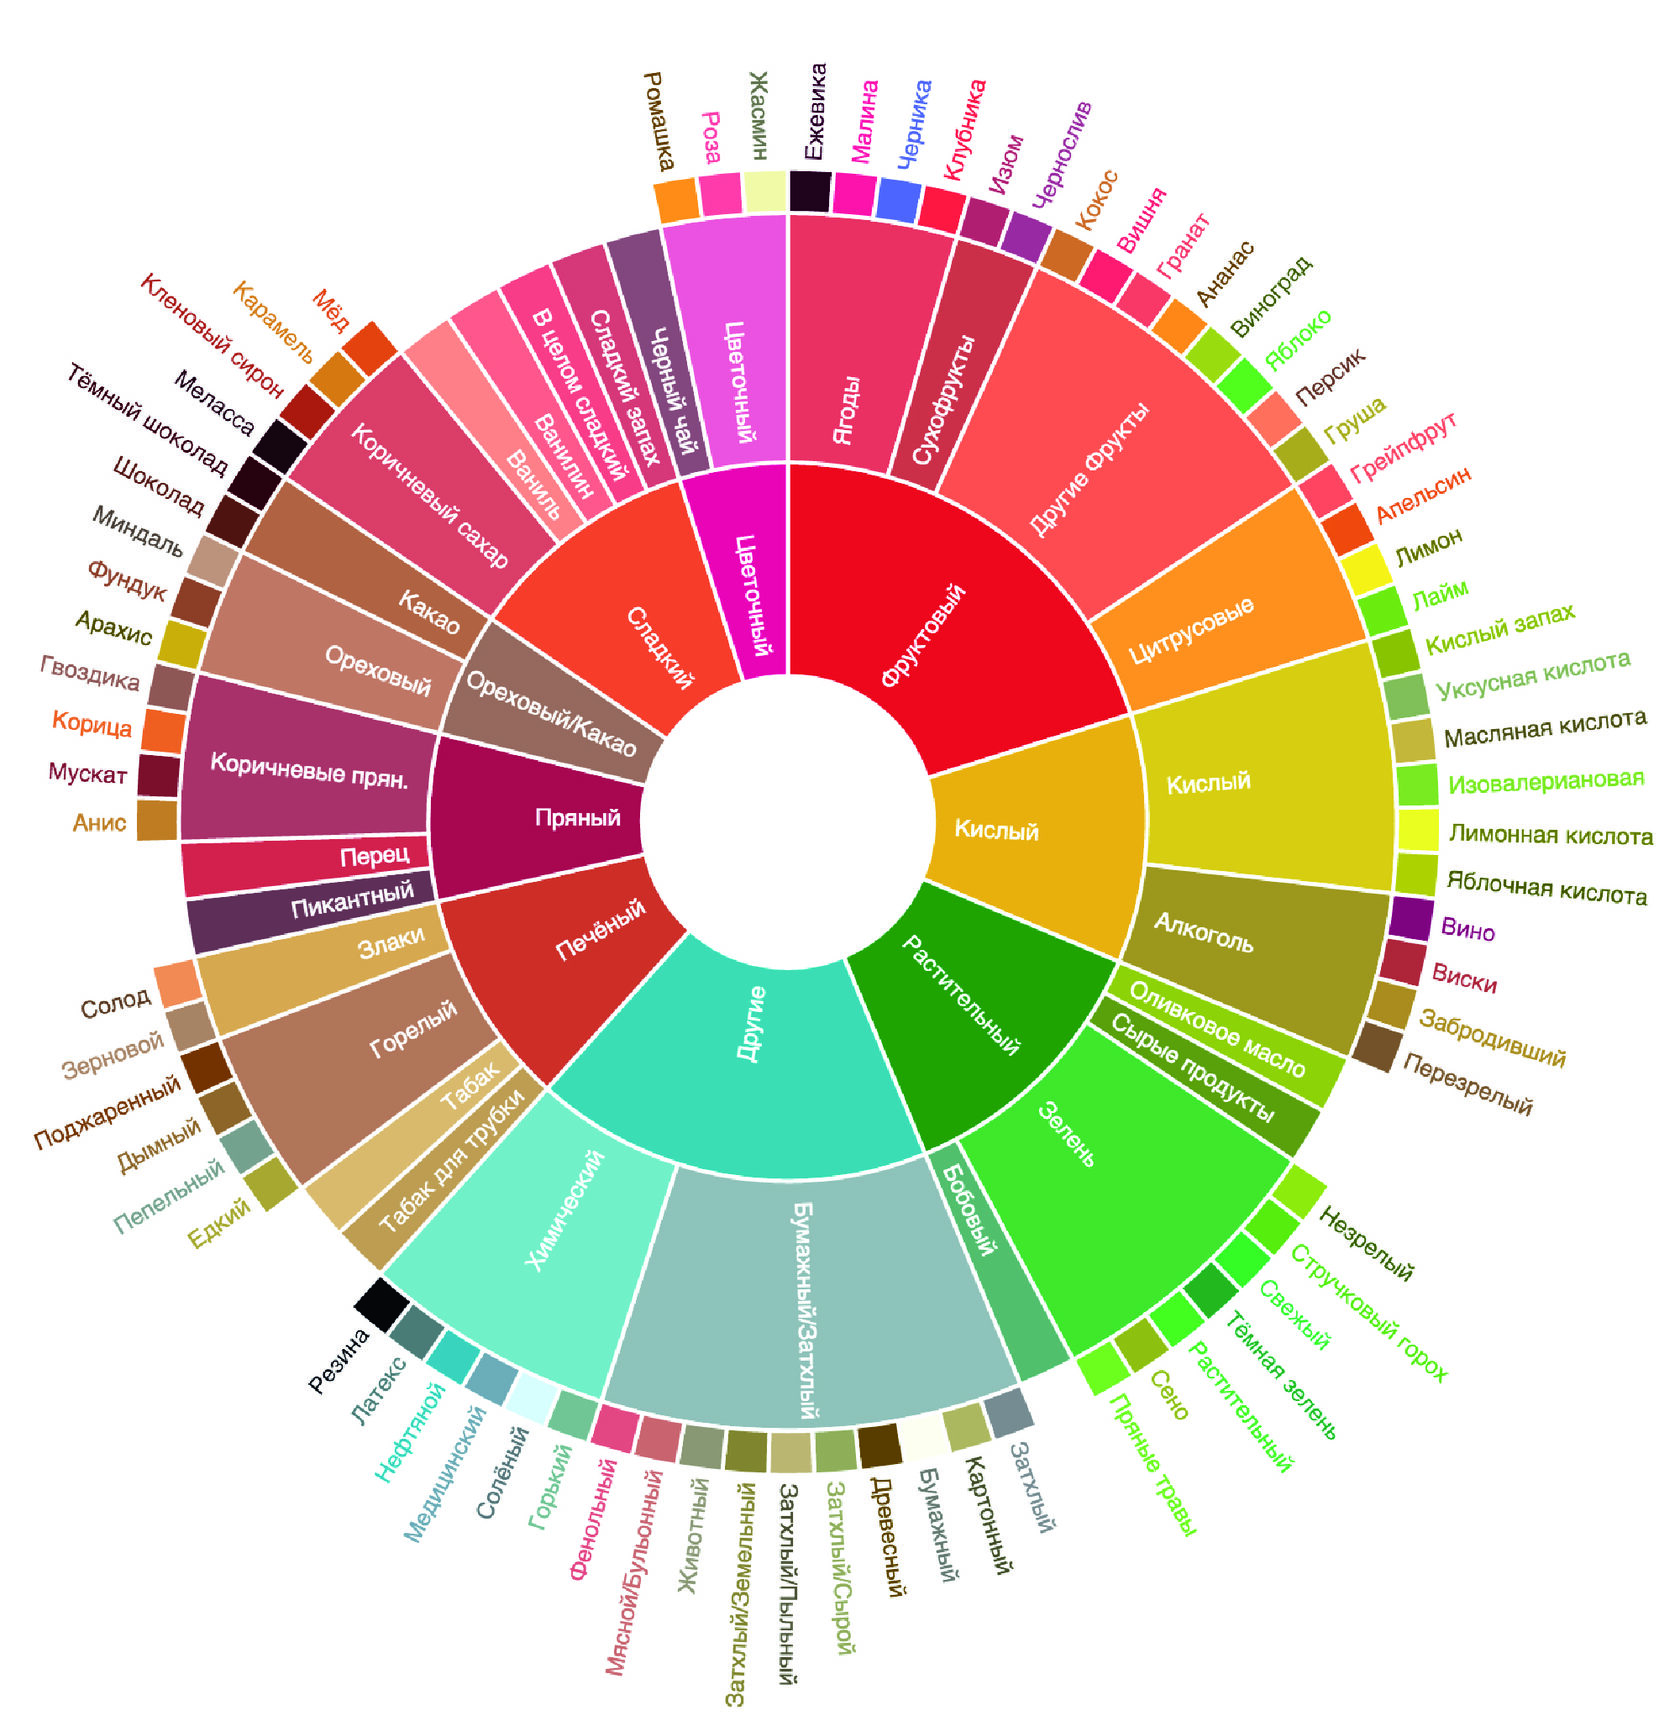 Фруктовый
Кислый
Растительный
Другие
Печёный
Пряный
Ореховый/Какао
Сладкий
Цветочный
Ягоды
Сухофрукты
Другие Фрукты
Цитрусовые
Кислый
Алкоголь
Оливковое масло
Сырые продукты
Зелень
Бобовый
Бумажный/Затхлый
Химический
Табак для трубки
Табак
Горелый
Злаки
Пикантный
Перец
Коричневые прян.
Ореховый
Какао
Коричневый сахар
Ваниль
Ванилин
В целом сладкий
Сладкий запах
Черный чай
Цветочный
Ежевика
Малина
Черника
Клубника
Изюм
Чернослив
Кокос
Вишня
Гранат
Ананас
Виноград
Яблоко
Персик
Груша
Грейпфрут
Апельсин
Лимон
Лайм
Кислый запах
Уксусная кислота
Масляная кислота
Изовалериановая
Лимонная кислота
Яблочная кислота
Вино
Виски
Забродивший
Перезрелый
Незрелый
Стручковый горох
Свежый
Тёмная зелень
Растительный
Сено
Пряные травы
Затхлый
Картонный
Бумажный
Древесный
Затхлый/Сырой
Затхлый/Пыльный
Затхлый/Земельный
Животный
Мясной/Бульонный
Фенольный
Горький
Солёный
Медицинский
Нефтяной
Латекс
Резина
Едкий
Пепельный
Дымный
Поджаренный
Зерновой
Солод
Анис
Мускат
Корица
Гвоздика
Арахис
Фундук
Миндаль
Шоколад
Тёмный шоколад
Меласса
Кленовый сирон
Карамель
Мёд
Ромашка
Роза
Жасмин